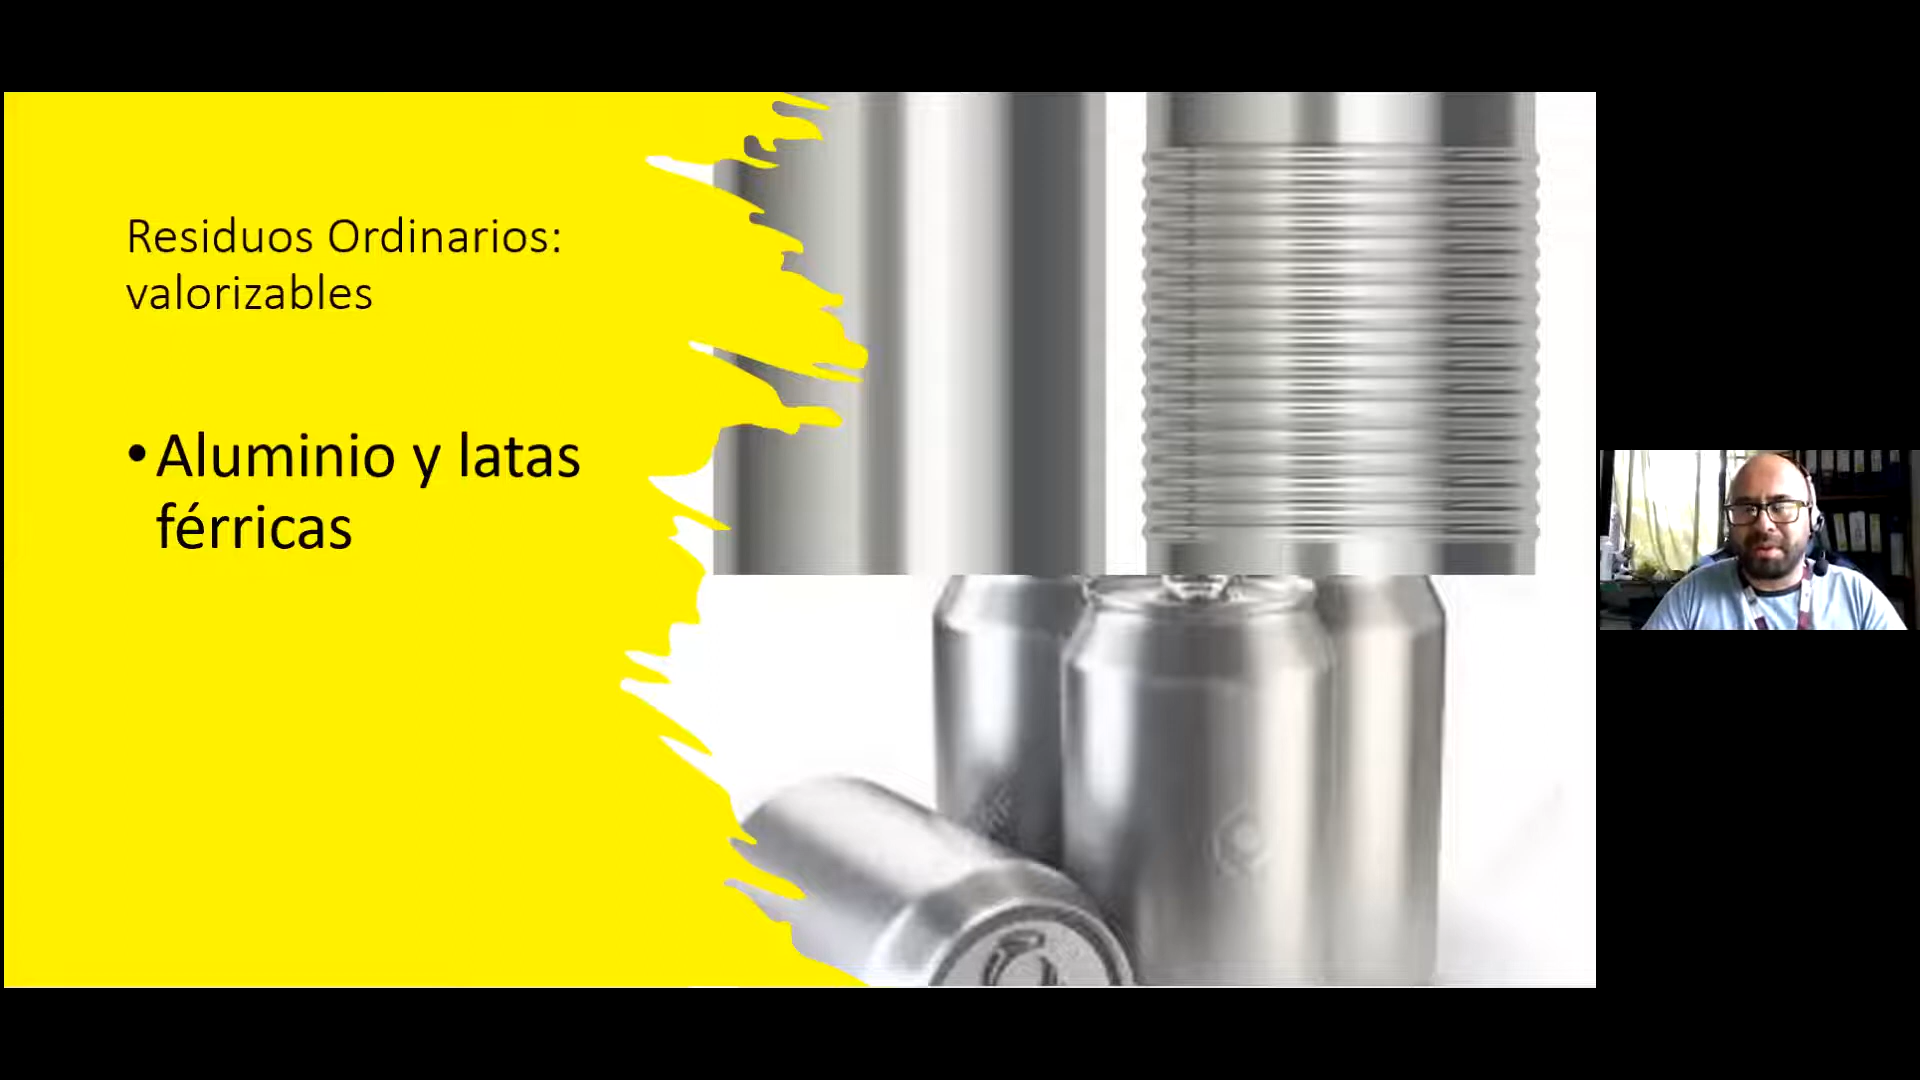 Residuos Ordinarios:
valorizables
• Aluminio y latas
férricas